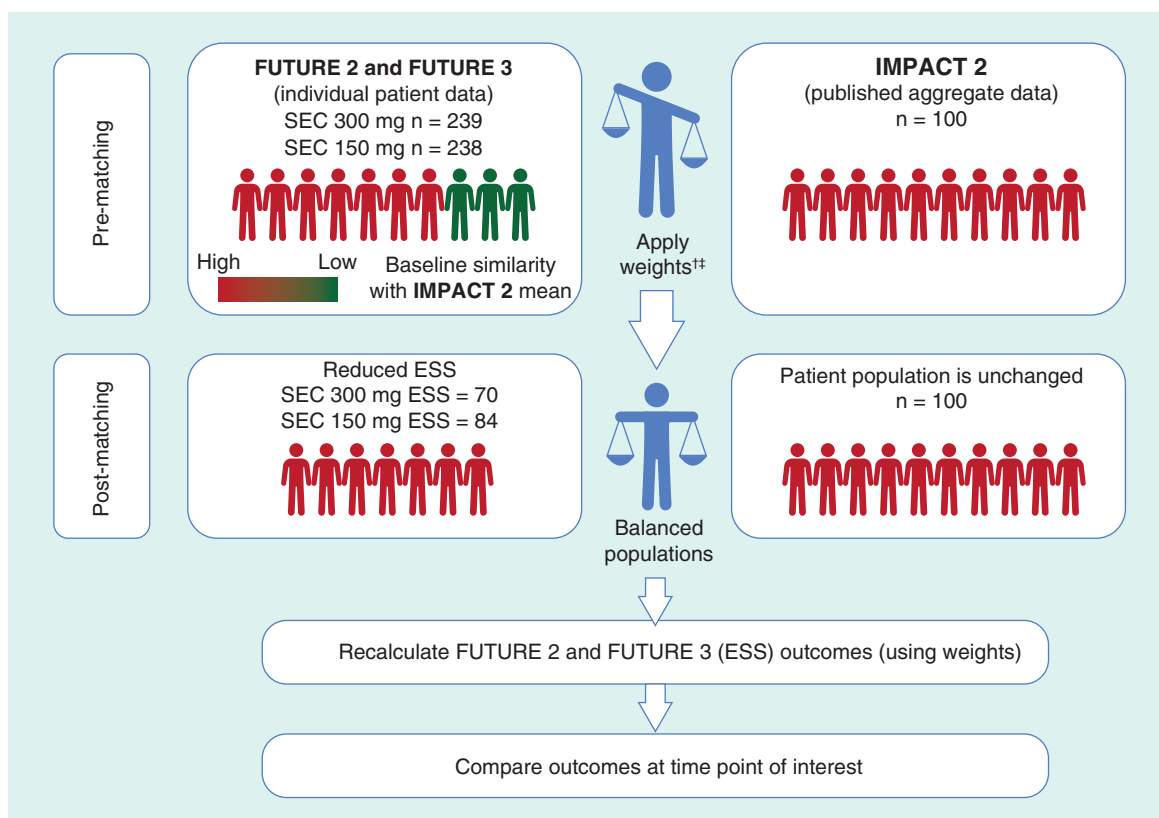 Pre-matching
FUTURE 2 and FUTURE 3
(individual patient data)
SEC 300 mg n = 239
SEC 150 mg n = 238
High
Low
Baseline similarity
with IMPACT 2 mean
Apply
weights†‡
IMPACT 2
(published aggregate data)
n = 100
Post-matching
Reduced ESS
SEC 300 mg ESS = 70
SEC 150 mg ESS = 84
Balanced
populations
Patient population is unchanged
n = 100
Recalculate FUTURE 2 and FUTURE 3 (ESS) outcomes (using weights)
Compare outcomes at time point of interest